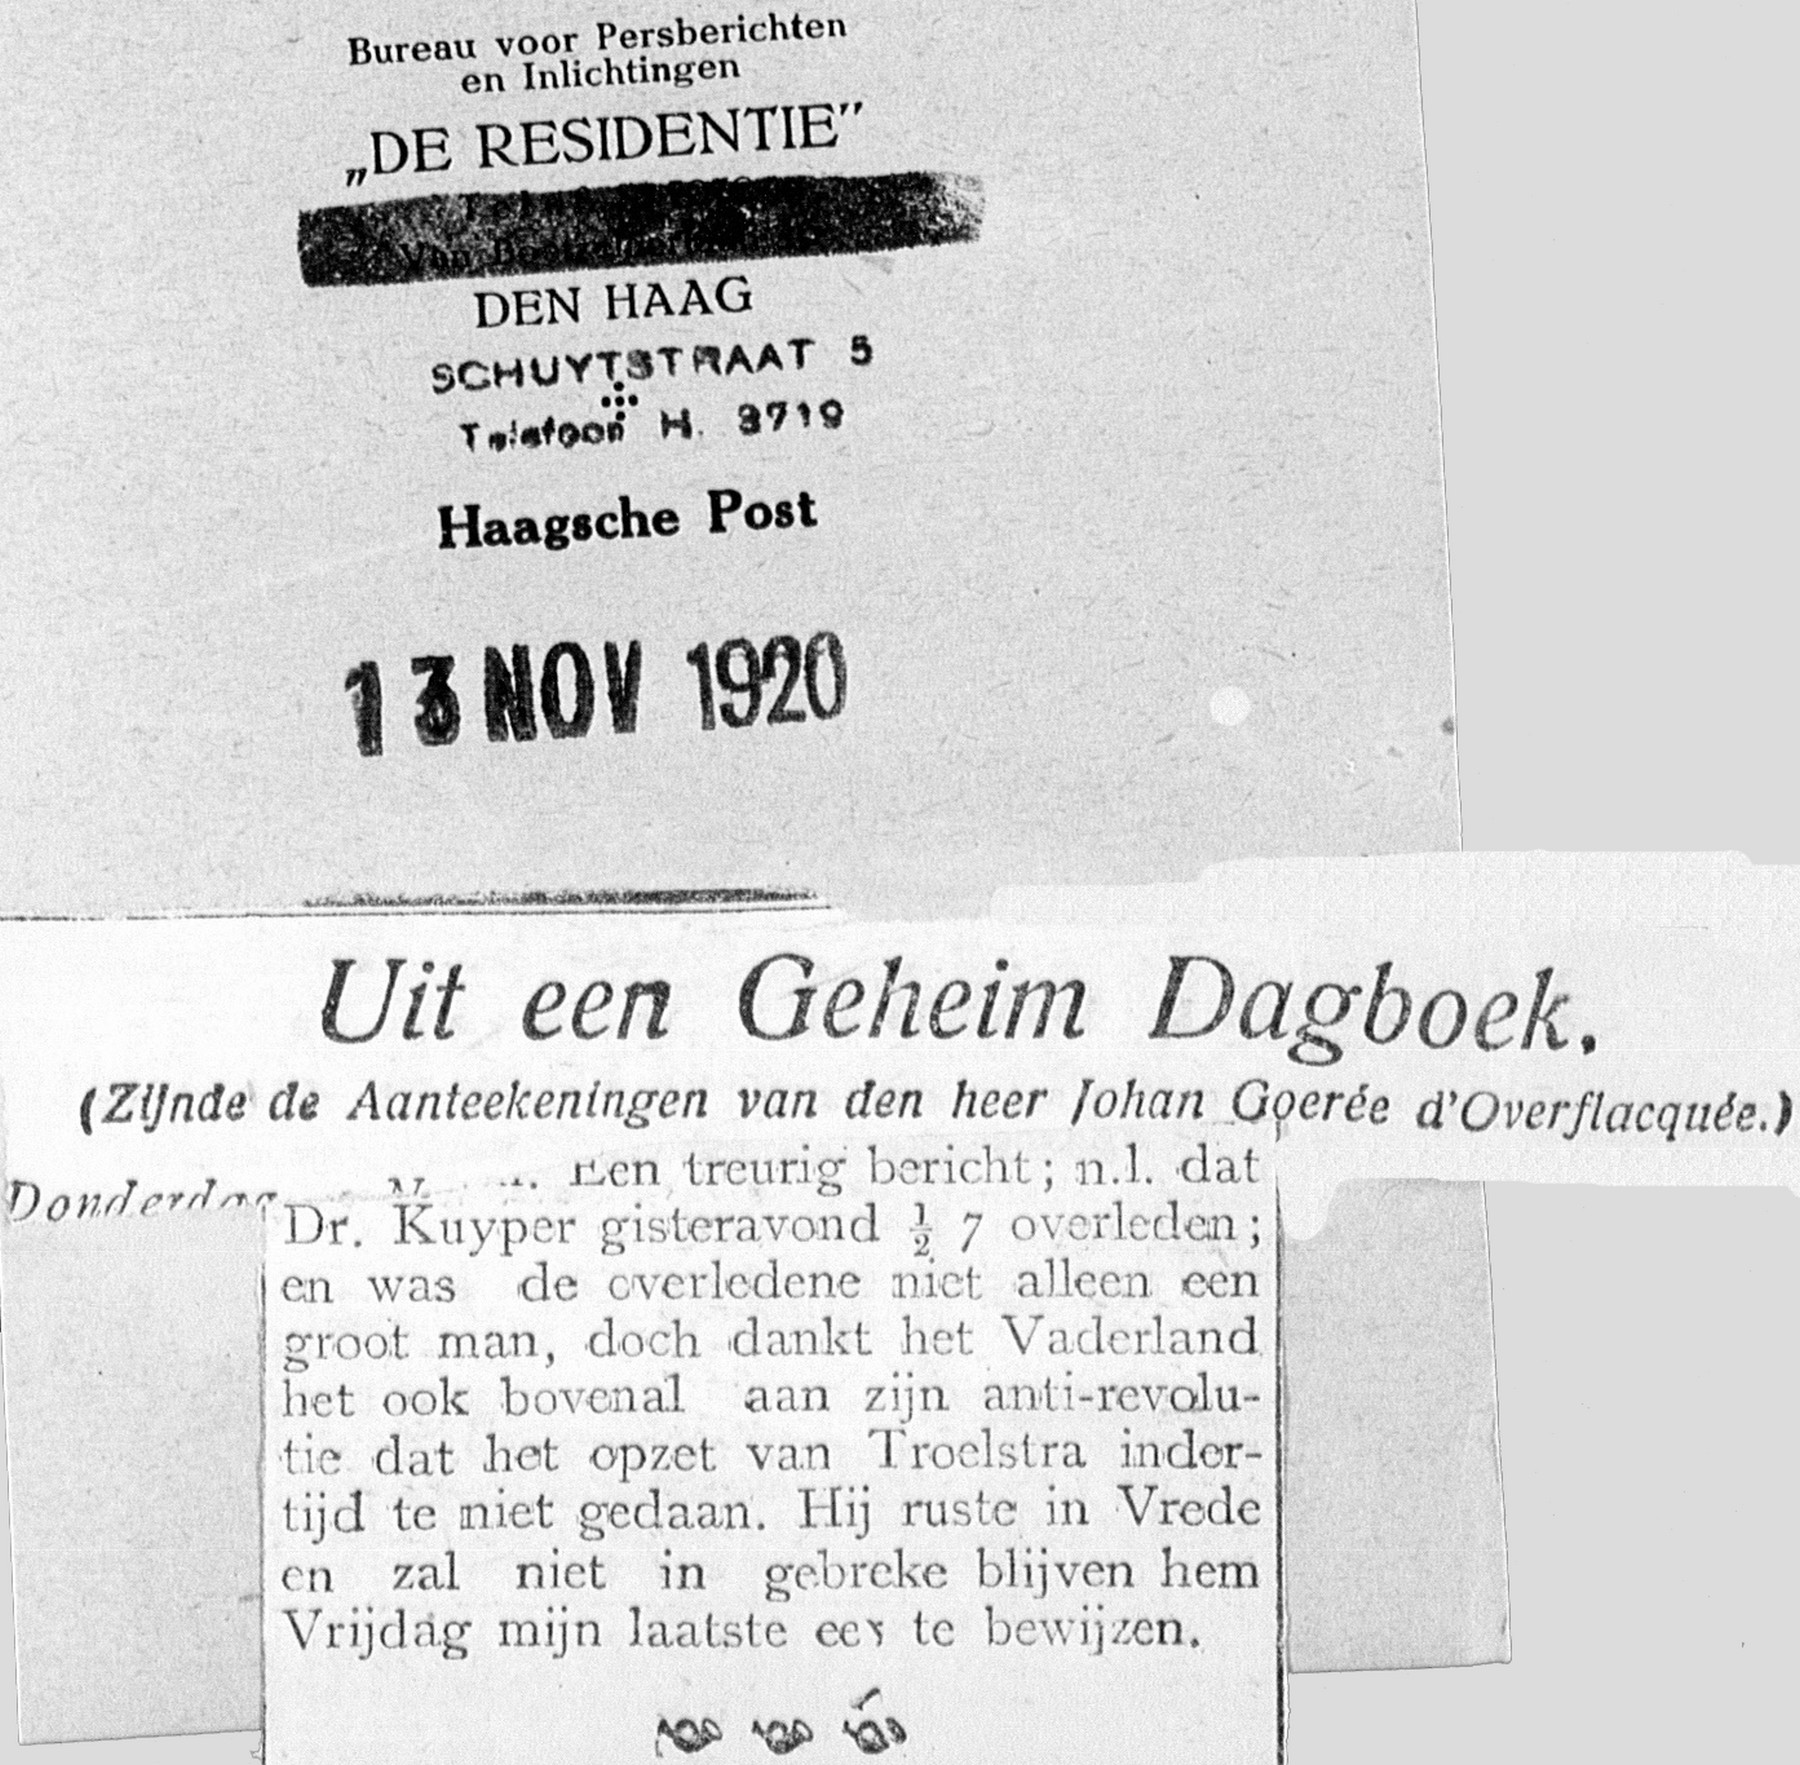 Bureau voor Persberichten
en Inlichtingen
„DE RESIDENTIE”
DEN HAAG
SCHUYTSTRAAT 5
Telefoon H. 3719
Haagsche Post
13 NOV 1920
Uit een Geheim Dagboek.
(Zijnde de Aanteekeningen van den heer Johan Goerée d'Overflacquée.)
Donderdag Een treurig bericht; n.l. dat
Dr. Kuyper gisteravond ½ 7 overleden;
en was de overledene niet alleen een
groot man, doch dankt het Vaderland
het ook bovenal aan zijn anti-revolu-
tie dat het opzet van Troelstra inder-
tijd te niet gedaan. Hij ruste in Vrede
en zal niet in gebreke blijven hem
Vrijdag mijn laatste eer te bewijzen.